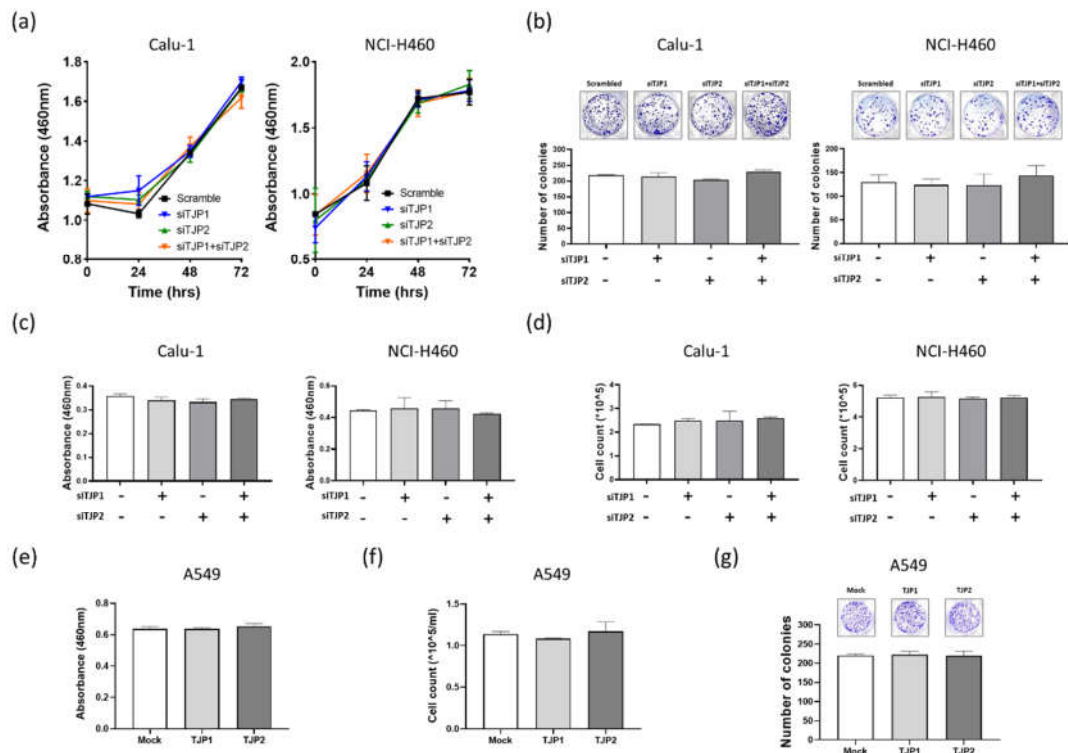 (a)
Calu-1
NCI-H460
Absorbance (460nm)
1.8
1.6
1.4
1.2
1.0
0.8
Scramble
siTJP1
siTJP2
siTJP1+siTJP2
0 24 48 72
Time (hrs)
Absorbance (460nm)
2.0
1.5
1.0
0.5
Scramble
siTJP1
siTJP2
siTJP1+siTJP2
0 24 48 72
Time (hrs)
(b)
Calu-1
NCI-H460
Scrambled siTJP1 siTJP2 siTJP1+siTJP2
Number of colonies
300
250
200
150
100
50
0
siTJP1 - + - +
siTJP2 - - + +
Scrambled siTJP1 siTJP2 siTJP1+siTJP2
Number of colonies
200
150
100
50
0
siTJP1 - + - +
siTJP2 - - + +
(c)
Calu-1
NCI-H460
Absorbance (460nm)
0.4
0.3
0.2
0.1
0.0
siTJP1 - + - +
siTJP2 - - + +
Absorbance (460nm)
0.6
0.4
0.2
0.0
siTJP1 - + - +
siTJP2 - - + +
(d)
Calu-1
NCI-H460
Cell count (*10^5)
4
3
2
1
0
siTJP1 - + - +
siTJP2 - - + +
Cell count (*10^5)
6
4
2
0
siTJP1 - + - +
siTJP2 - - + +
(e)
A549
Absorbance (460nm)
0.8
0.6
0.4
0.2
0.0
Mock TJP1 TJP2
(f)
A549
Cell count (^10^5/ml)
1.5
1.0
0.5
0.0
Mock TJP1 TJP2
(g)
A549
Mock TJP1 TJP2
Number of colonies
300
250
200
150
100
50
0
Mock TJP1 TJP2